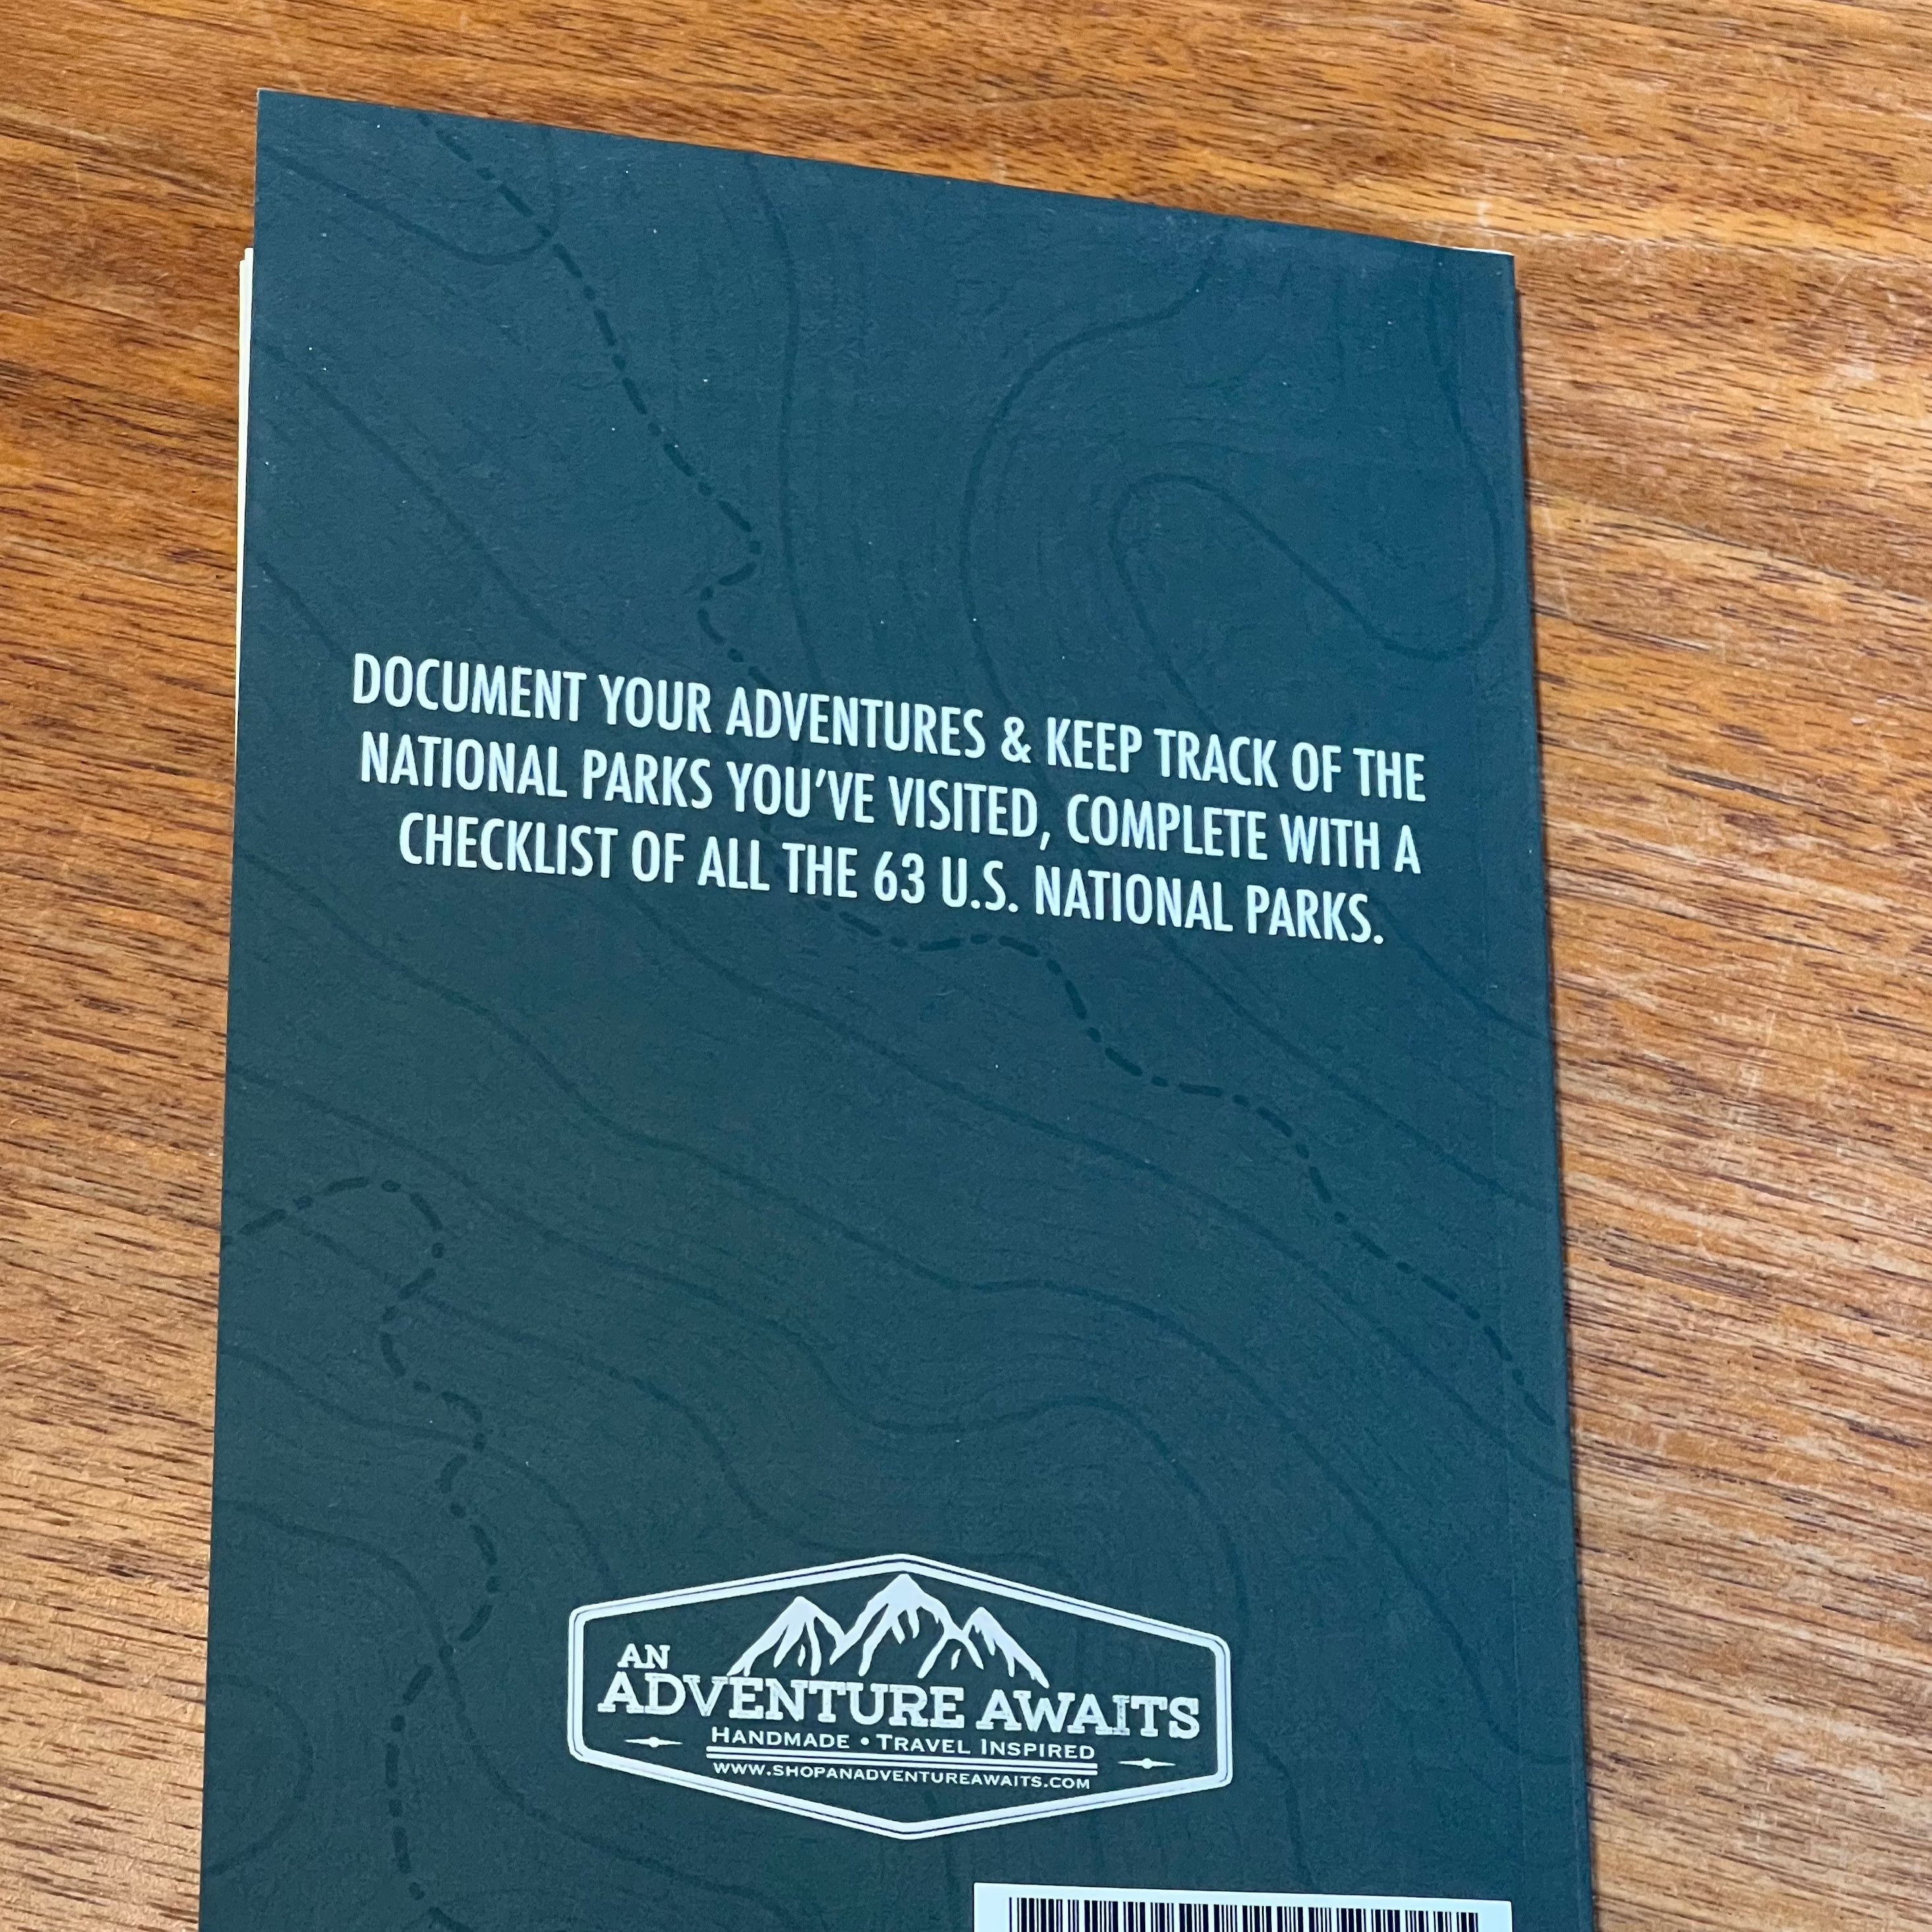 DOCUMENT YOUR ADVENTURES & KEEP TRACK OF THE
NATIONAL PARKS YOU'VE VISITED, COMPLETE WITH A
CHECKLIST OF ALL THE 63 U.S. NATIONAL PARKS.
AN
ADVENTURE AWAITS
HANDMADE • TRAVEL INSPIRED
WWW.SHOPANADVENTUREAWAITS.COM